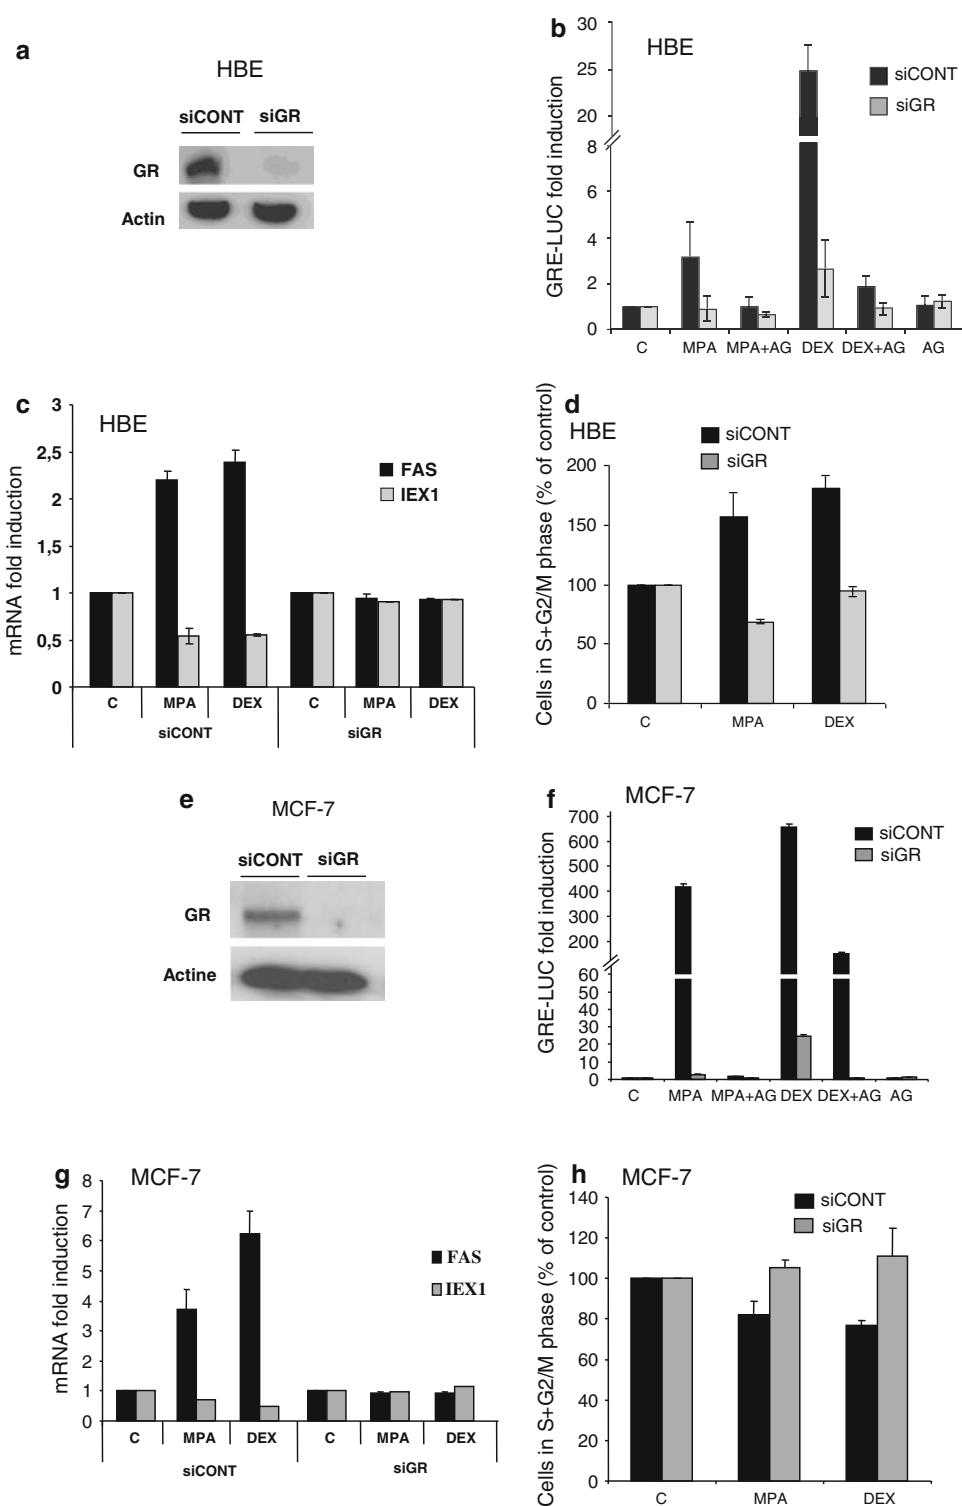 a
HBE
siCONT siGR
GR
Actin
b
HBE
siCONT
siGR
GRE-LUC fold induction
30
25
20
8
6
4
2
0
C MPA MPA+AG DEX DEX+AG AG
c
HBE
FAS
IEX1
mRNA fold induction
3
2,5
2
1,5
1
0,5
0
C MPA DEX C MPA DEX
siCONT siGR
d
HBE
siCONT
siGR
Cells in S+G2/M phase (% of control)
200
150
100
50
0
C MPA DEX
e
MCF-7
siCONT siGR
GR
Actine
f
MCF-7
siCONT
siGR
GRE-LUC fold induction
700
600
500
400
300
200
60
50
40
30
20
10
0
C MPA MPA+AG DEX DEX+AG AG
g
MCF-7
FAS
IEX1
mRNA fold induction
8
7
6
5
4
3
2
1
0
C MPA DEX C MPA DEX
siCONT siGR
h
MCF-7
siCONT
siGR
Cells in S+G2/M phase (% of control)
140
120
100
80
60
40
20
0
C MPA DEX